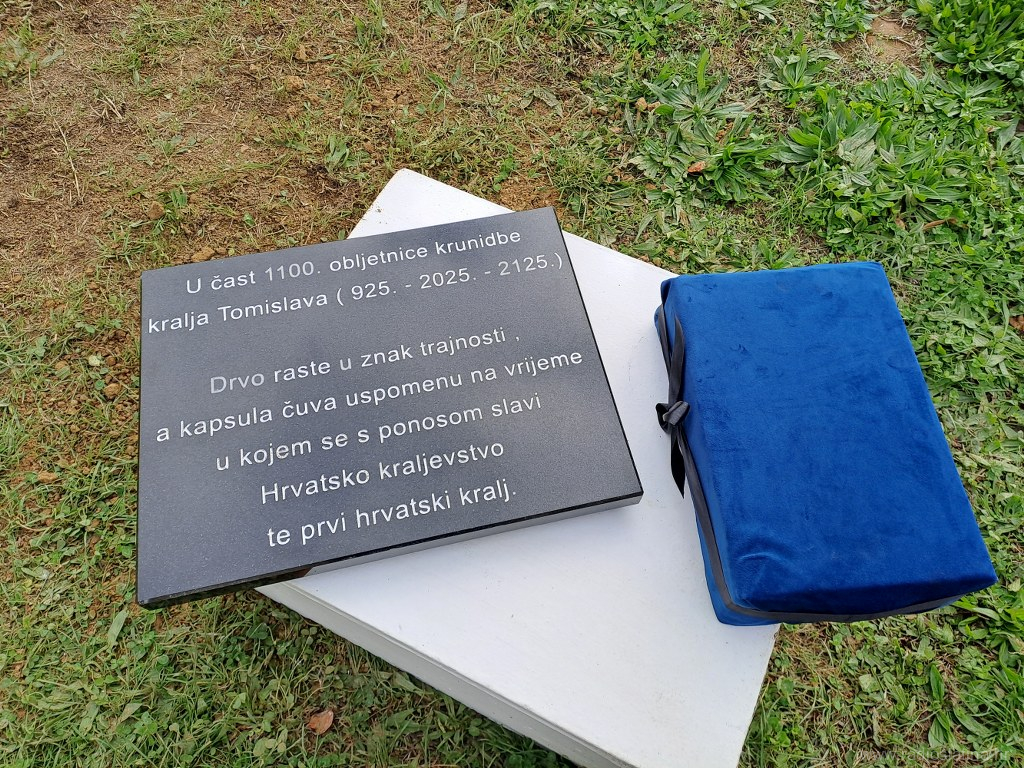 U čast 1100. obljetnice krunidbe
kralja Tomislava ( 925. - 2025. - 2125.)
Drvo raste u znak trajnosti ,
a kapsula čuva uspomenu na vrijeme
u kojem se s ponosom slavi
Hrvatsko kraljevstvo
te prvi hrvatski kralj.